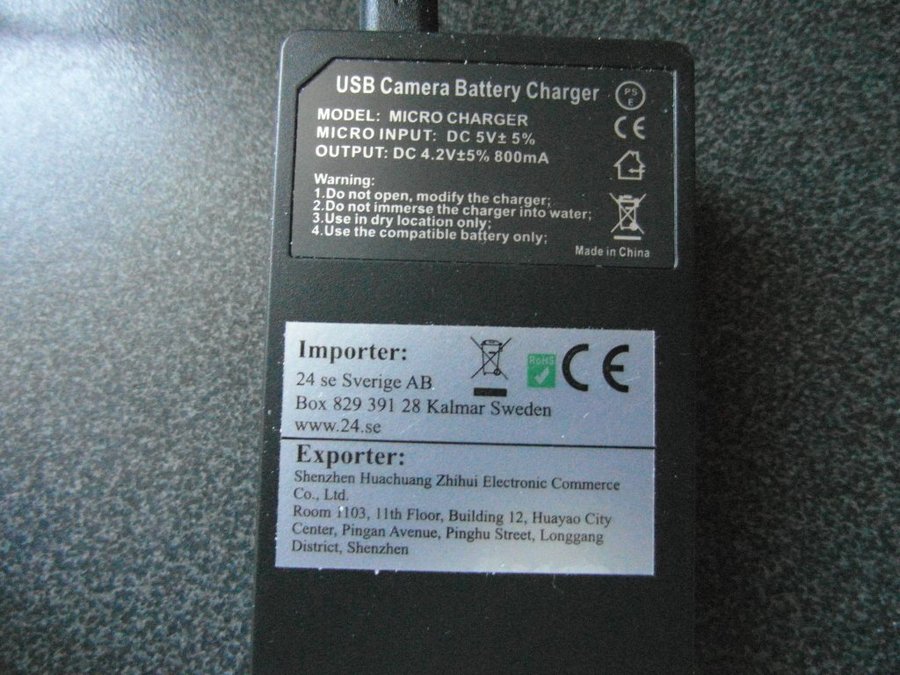 USB Camera Battery Charger
PS
E
MODEL: MICRO CHARGER
MICRO INPUT: DC 5V± 5%
OUTPUT: DC 4.2V±5% 800mA
CE
Warning:
1.Do not open, modify the charger;
2.Do not immerse the charger into water;
3.Use in dry location only;
4.Use the compatible battery only;
Made in China
Importer:
RoHS
CE
24 se Sverige AB
Box 829 391 28 Kalmar Sweden
www.24.se
Exporter:
Shenzhen Huachuang Zhihui Electronic Commerce
Co., Ltd.
Room 1103, 11th Floor, Building 12, Huayao City
Center, Pingan Avenue, Pinghu Street, Longgang
District, Shenzhen